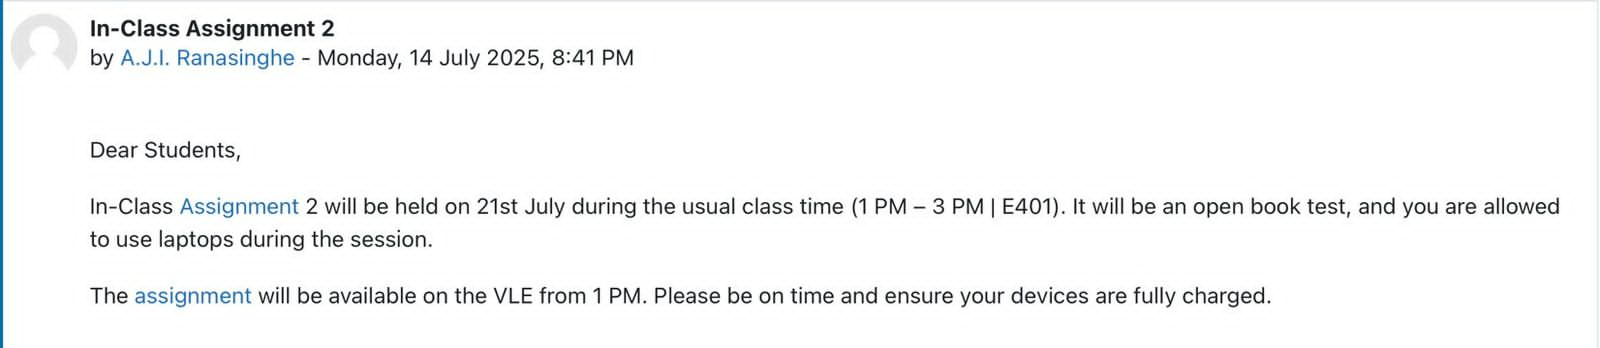 In-Class Assignment 2
by A.J.I. Ranasinghe - Monday, 14 July 2025, 8:41 PM
Dear Students,
In-Class Assignment 2 will be held on 21st July during the usual class time (1 PM – 3 PM | E401). It will be an open book test, and you are allowed
to use laptops during the session.
The assignment will be available on the VLE from 1 PM. Please be on time and ensure your devices are fully charged.